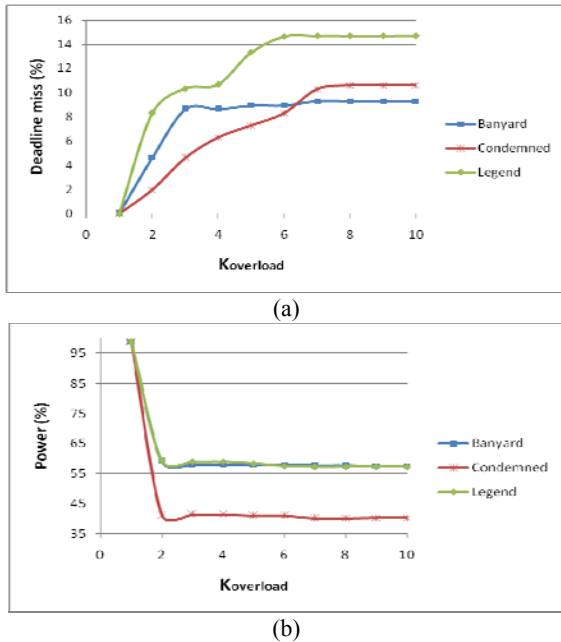 16
14
12
10
8
6
4
2
0
Deadline miss (%)
0 2 4 6 8 10
Koverload
Banyard
Condemned
Legend
(a)
95
85
75
65
55
45
35
Power (%)
0 2 4 6 8 10
Koverload
Banyard
Condemned
Legend
(b)